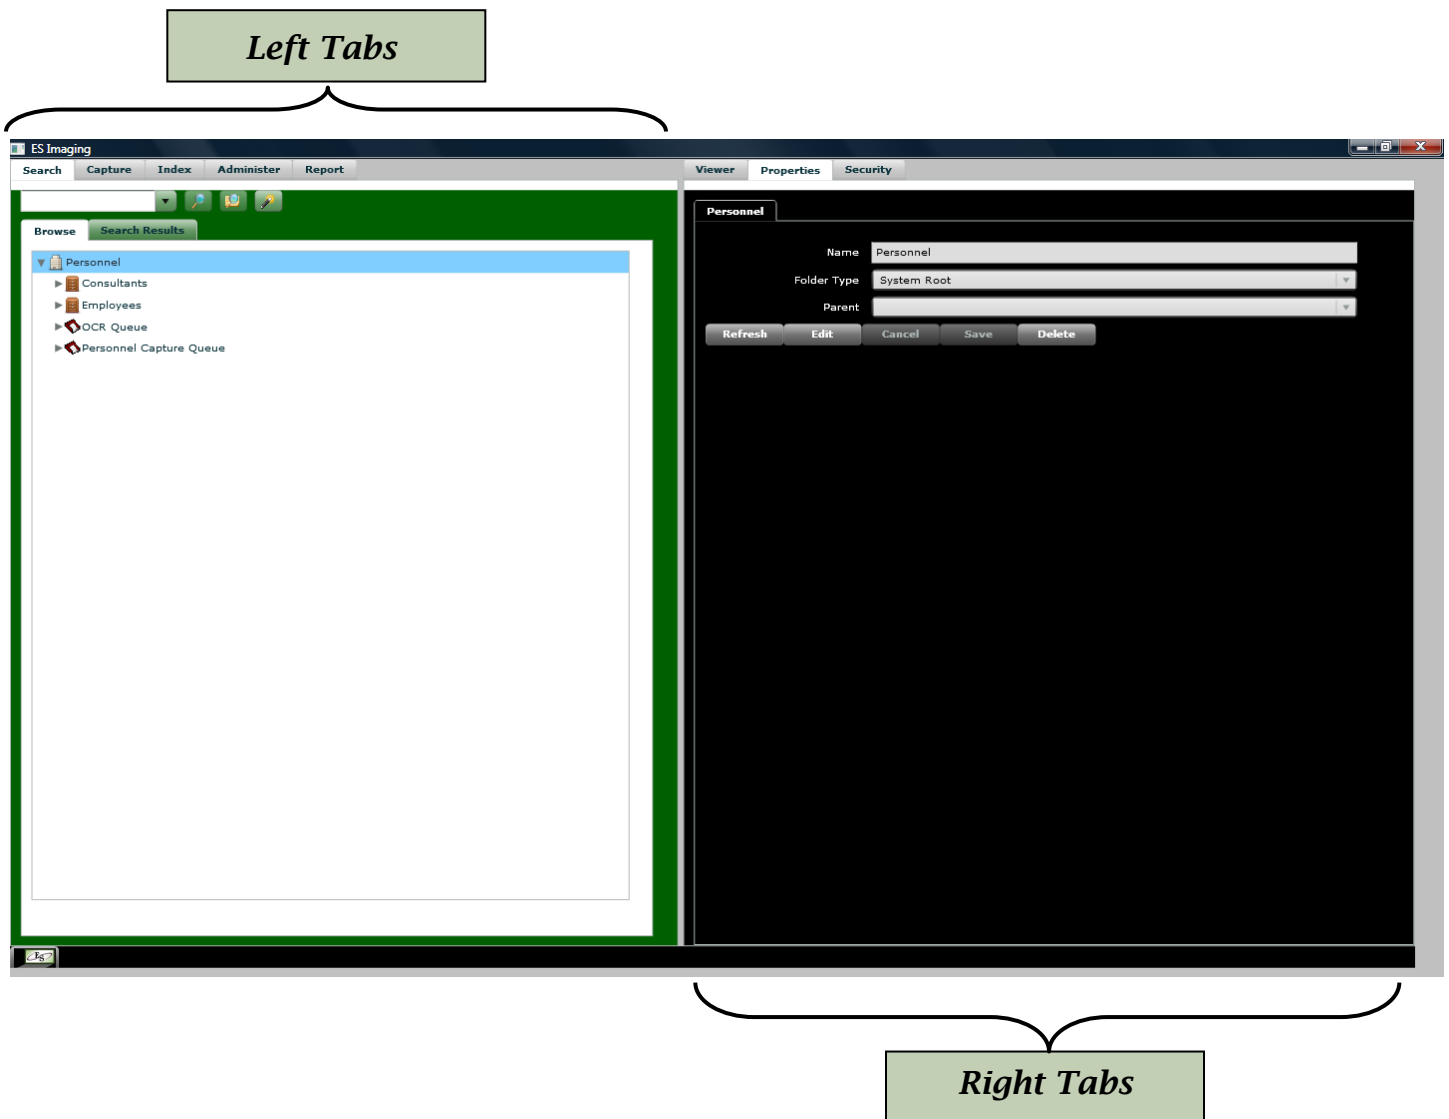 Left Tabs
ES Imaging
Search Capture Index Administer Report
Viewer Properties Security
Browse Search Results
Personnel
Consultants
Employees
OCR Queue
Personnel Capture Queue
Personnel
Name Personnel
Folder Type System Root
Parent
Refresh Edit Cancel Save Delete
ES
Right Tabs